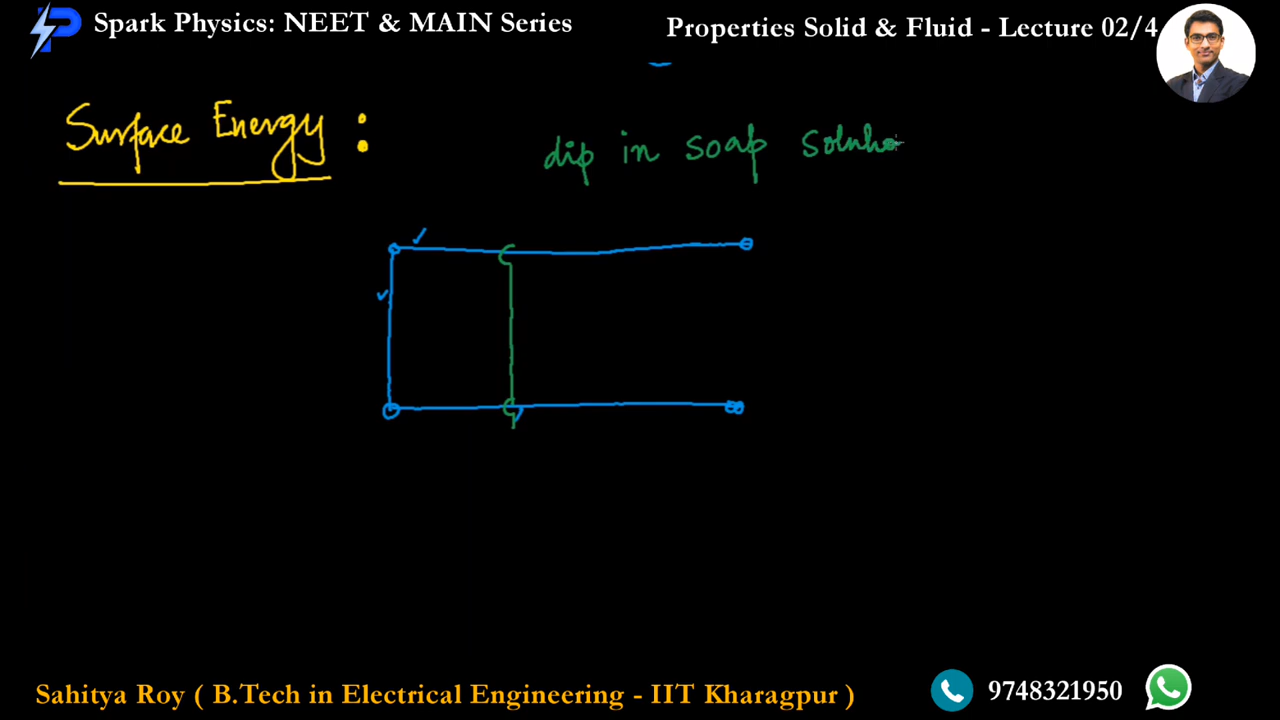 Spark Physics: NEET & MAIN Series
Properties Solid & Fluid - Lecture 02/4
Surface Energy :
dip in soap
Sahitya Roy ( B.Tech in Electrical Engineering - IIT Kharagpur )
9748321950